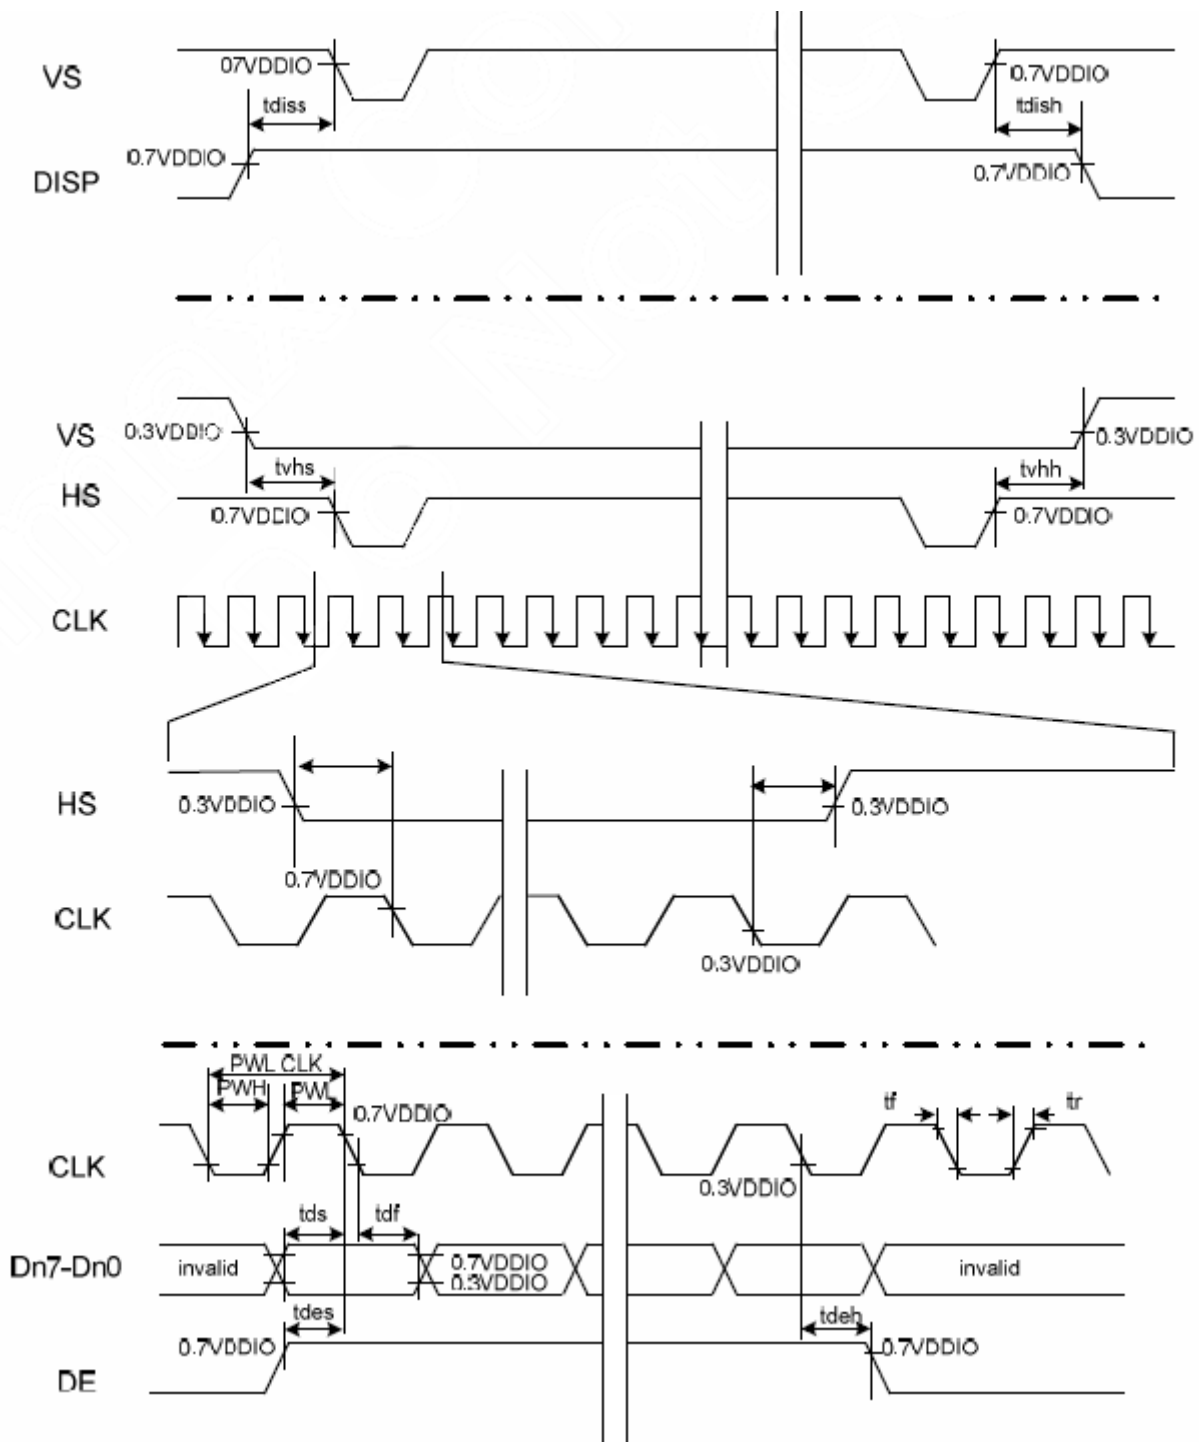 07VDDIO
0.7VDDIO
VS
tdiss
tdish
0.7VDDIO
0.7VDDIO
DISP
VS
0.3VDDIO
0.3VDDIO
tvhs
tvhh
HS
0.7VDDIO
0.7VDDIO
CLK
HS
0.3VDDIO
0.3VDDIO
0.7VDDIO
CLK
0.3VDDIO
PWL CLK
PWH
PWL
0.7VDDIO
tf
tr
CLK
0.3VDDIO
tds
tdf
Dn7-Dn0
invalid
0.7VDDIO
0.3VDDIO
invalid
tdes
tdeh
0.7VDDIO
0.7VDDIO
DE